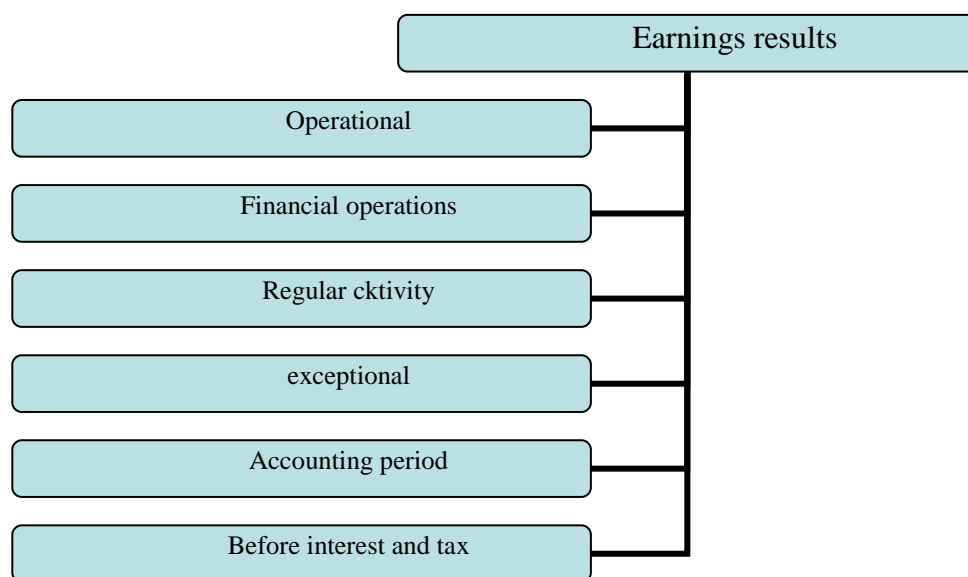 Earnings results
Operational
Financial operations
Regular cktivity
exceptional
Accounting period
Before interest and tax